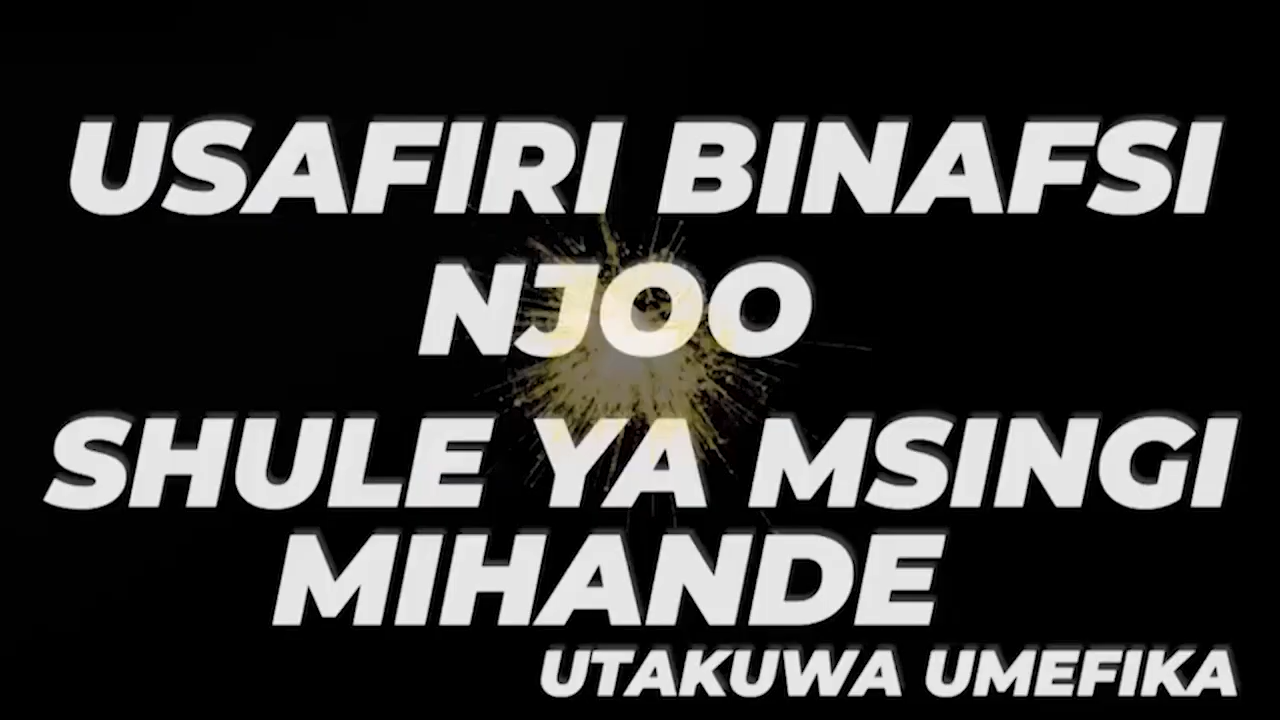 USAFIRI BINAFSI
NJOO
SHULE YA MSINGI
MIHANDE
UTAKUWA UMEFIKA